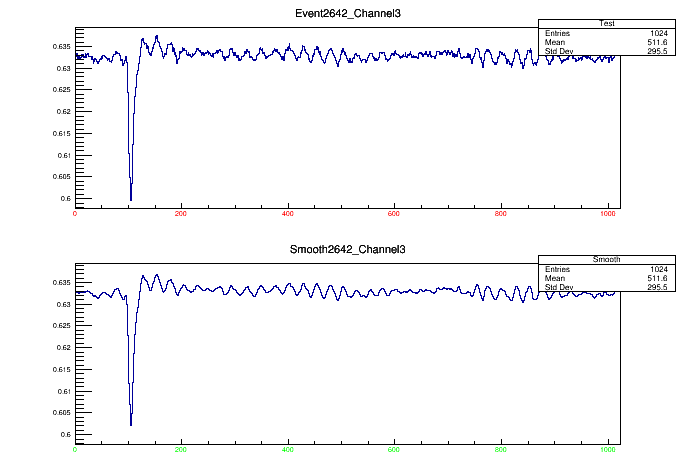 Event2642_Channel3
Test
Entries 1024
Mean 511.6
Std Dev 295.5
0.635
0.63
0.625
0.62
0.615
0.61
0.605
0.6
0 200 400 600 800 1000
Smooth2642_Channel3
Smooth
Entries 1024
Mean 511.6
Std Dev 295.5
0.635
0.63
0.625
0.62
0.615
0.61
0.605
0.6
0 200 400 600 800 1000